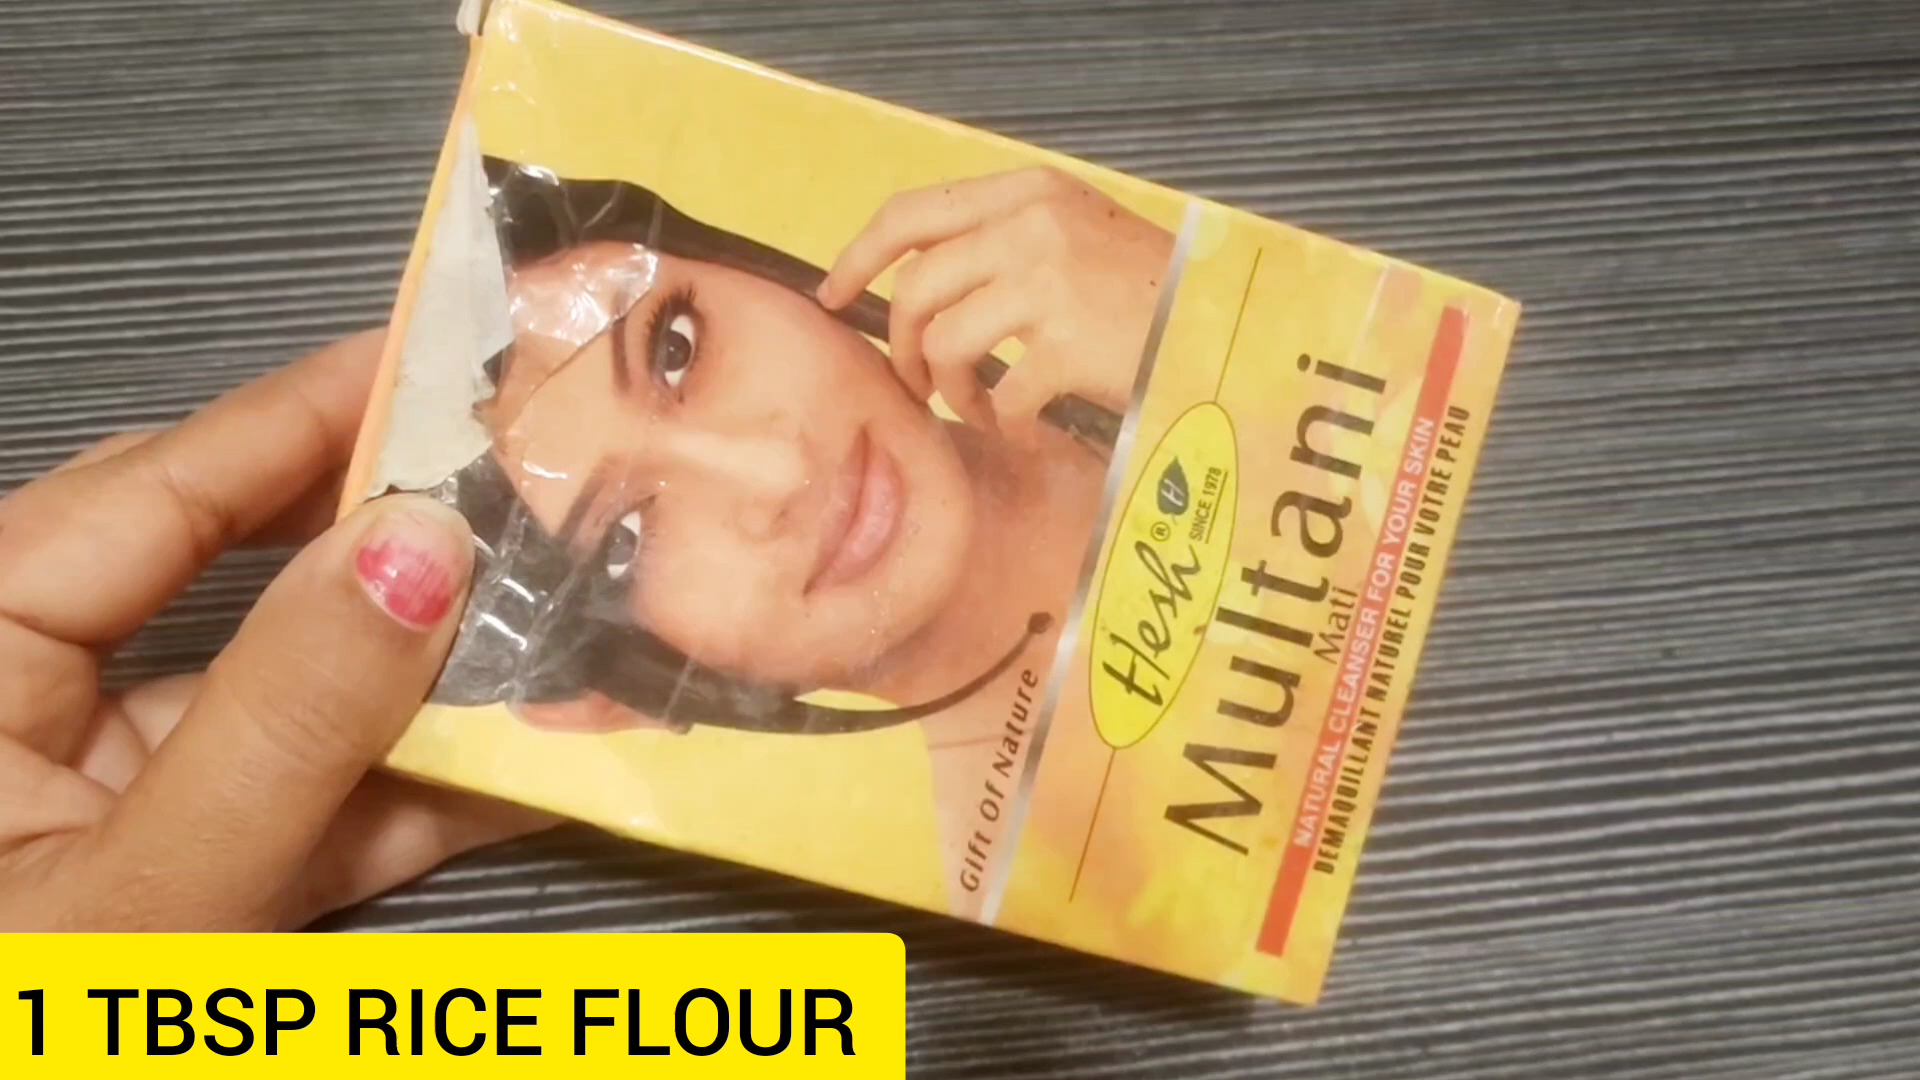 Gift Of Nature
Hesh®
H
SINCE 1978
Multani
Mati
NATURAL CLEANSER FOR YOUR SKIN
DEMAQUILLANT NATUREL POUR VOTRE PEAU
1 TBSP RICE FLOUR